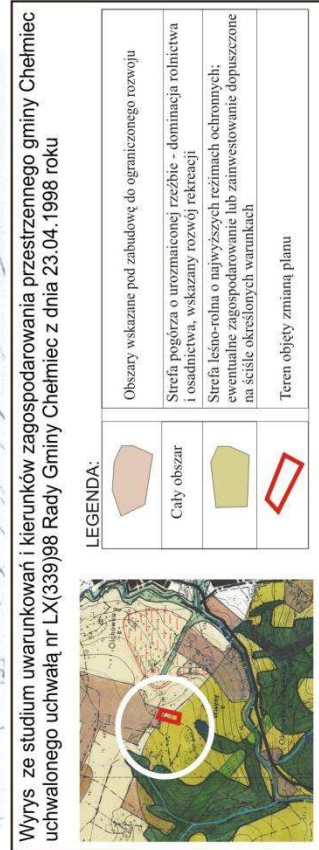 Wyrys ze studium uwarunkowań i kierunków zagospodarowania przestrzennego gminy Chełmiec
uchwalonego uchwałą nr LX(339)98 Rady Gminy Chełmiec z dnia 23.04.1998 roku
LEGENDA:
Obszary wskazane pod zabudowę do ograniczonego rozwoju
Cały obszar
Strefa pogórza o urozmaiconej rzeźbie - dominacja rolnictwa
i osadnictwa, wskazany rozwój rekreacji
Strefa leśno-rolna o najwyższych reżimach ochronnych;
ewentualne zagospodarowanie lub zainwestowanie dopuszczone
na ściśle określonych warunkach
Teren objęty zmianą planu